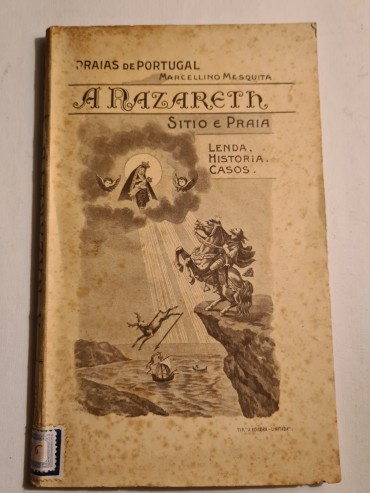 PRAIAS DE PORTUGAL
MARCELLINO MESQUITA
A NAZARETH
SITIO E PRAIA
LENDA,
HISTORIA,
CASOS.